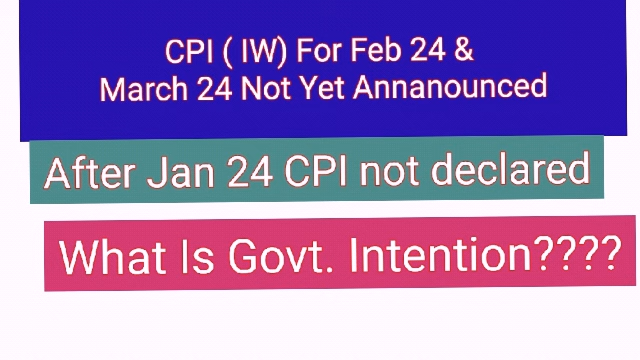 CPI ( IW) For Feb 24 &
March 24 Not Yet Annanounced
After Jan 24 CPI not declared
What Is Govt. Intention????